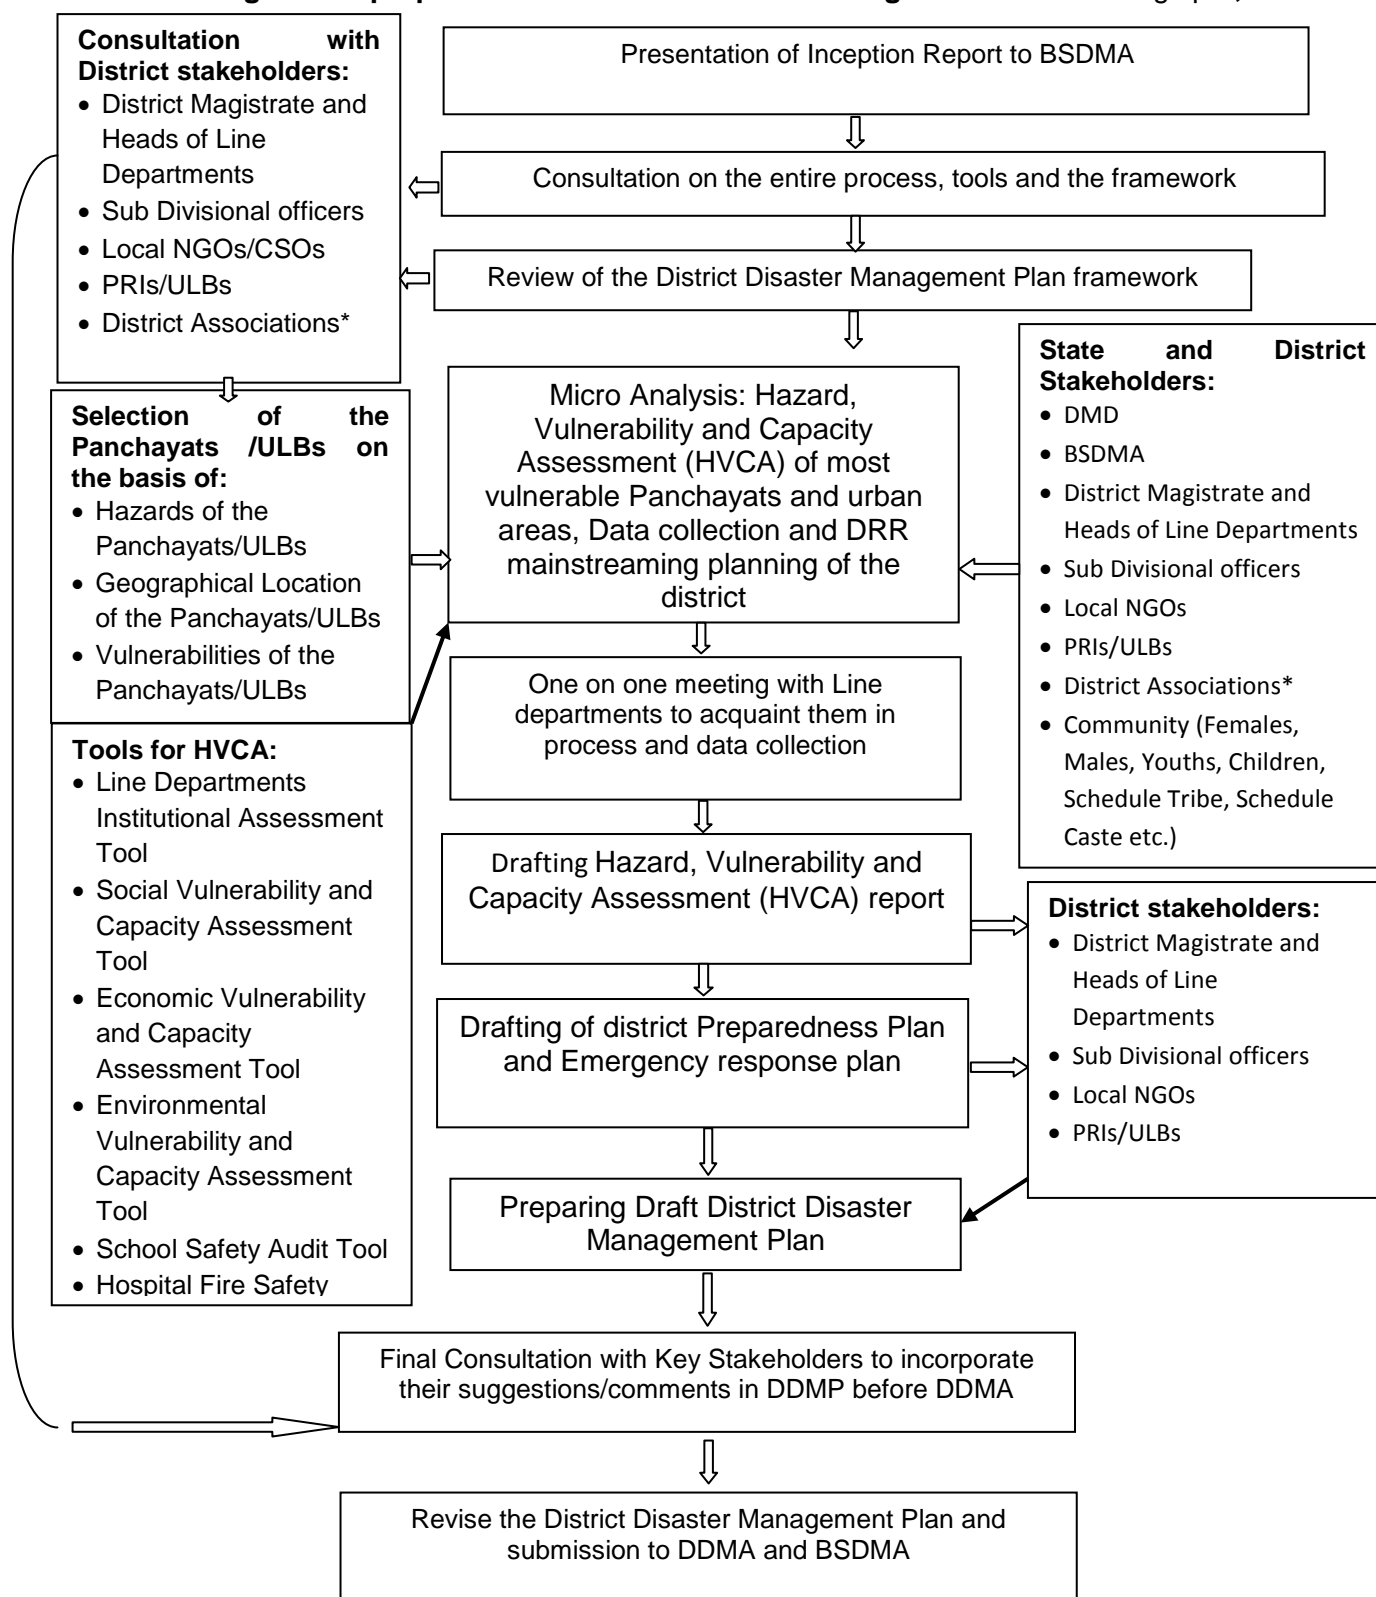 Consultation with
District stakeholders:
• District Magistrate and
Heads of Line
Departments
• Sub Divisional officers
• Local NGOs/CSOs
• PRIs/ULBs
• District Associations*
Presentation of Inception Report to BSDMA
Consultation on the entire process, tools and the framework
Review of the District Disaster Management Plan framework
Selection of the
Panchayats /ULBs on
the basis of:
• Hazards of the
Panchayats/ULBs
• Geographical Location
of the Panchayats/ULBs
• Vulnerabilities of the
Panchayats/ULBs
Micro Analysis: Hazard,
Vulnerability and Capacity
Assessment (HVCA) of most
vulnerable Panchayats and urban
areas, Data collection and DRR
mainstreaming planning of the
district
State and District
Stakeholders:
• DMD
• BSDMA
• District Magistrate and
Heads of Line Departments
• Sub Divisional officers
• Local NGOs
• PRIs/ULBs
• District Associations*
• Community (Females,
Males, Youths, Children,
Schedule Tribe, Schedule
Caste etc.)
One on one meeting with Line
departments to acquaint them in
process and data collection
Tools for HVCA:
• Line Departments
Institutional Assessment
Tool
• Social Vulnerability and
Capacity Assessment
Tool
• Economic Vulnerability
and Capacity
Assessment Tool
• Environmental
Vulnerability and
Capacity Assessment
Tool
• School Safety Audit Tool
• Hospital Fire Safety
Drafting Hazard, Vulnerability and
Capacity Assessment (HVCA) report
District stakeholders:
• District Magistrate and
Heads of Line
Departments
• Sub Divisional officers
• Local NGOs
• PRIs/ULBs
Drafting of district Preparedness Plan
and Emergency response plan
Preparing Draft District Disaster
Management Plan
Final Consultation with Key Stakeholders to incorporate
their suggestions/comments in DDMP before DDMA
Revise the District Disaster Management Plan and
submission to DDMA and BSDMA